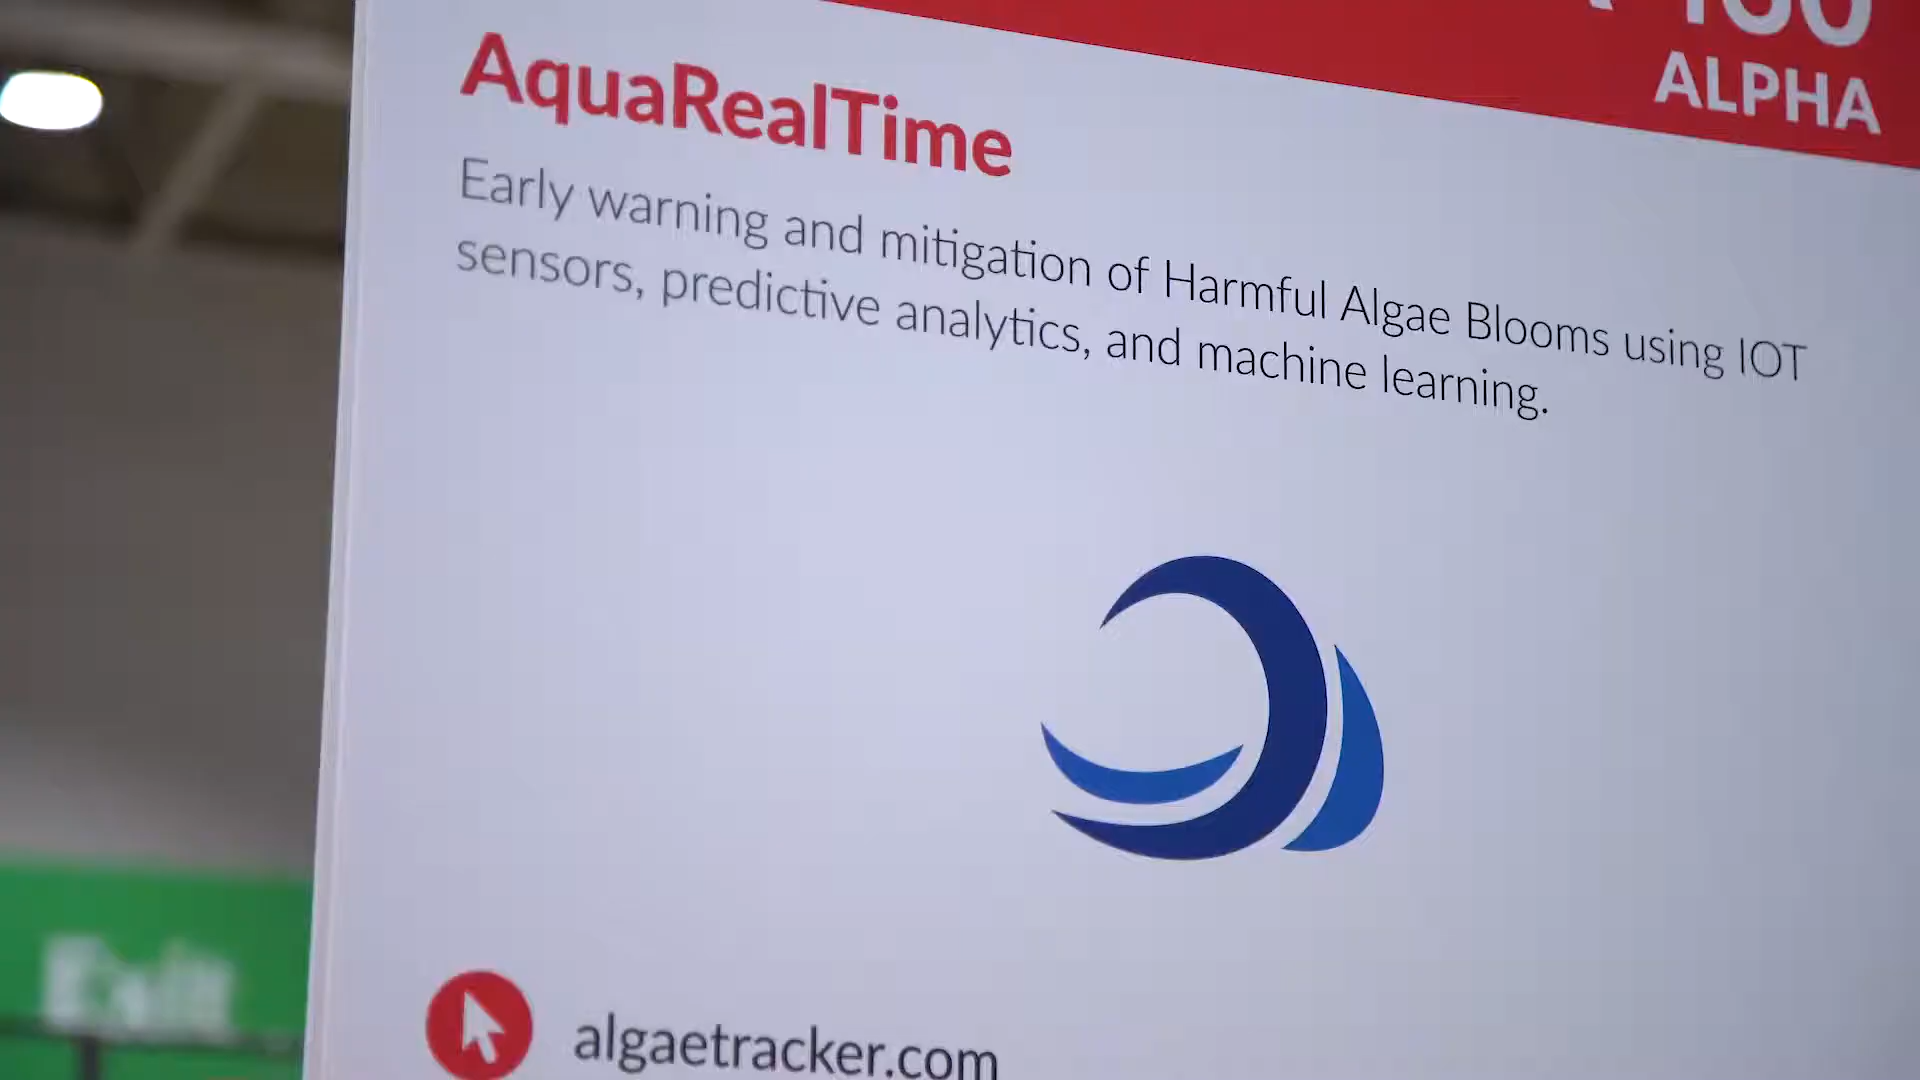 ALPHA
AquaRealTime
Early warning and mitigation of Harmful Algae Blooms using IOT
sensors, predictive analytics, and machine learning.
Exit
algaetracker.com